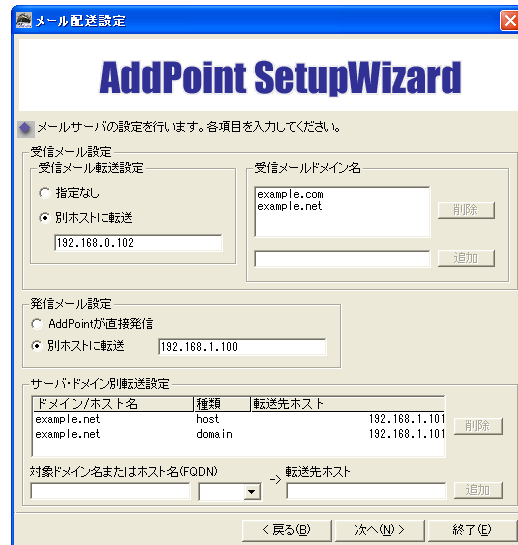 メール配送設定
AddPoint SetupWizard
メールサーバの設定を行います。各項目を入力してください。
受信メール設定
受信メール転送設定
指定なし
別ホストに転送
192.168.0.102
受信メールドメイン名
example.com
example.net
削除
追加
発信メール設定
AddPointが直接発信
別ホストに転送
192.168.1.100
サーバ・ドメイン別転送設定
ドメイン/ホスト名 種類 転送先ホスト
example.net host 192.168.1.101
example.net domain 192.168.1.101
削除
対象ドメイン名またはホスト名(FQDN) -> 転送先ホスト
追加
< 戻る(B) 次へ(N) > 終了(E)